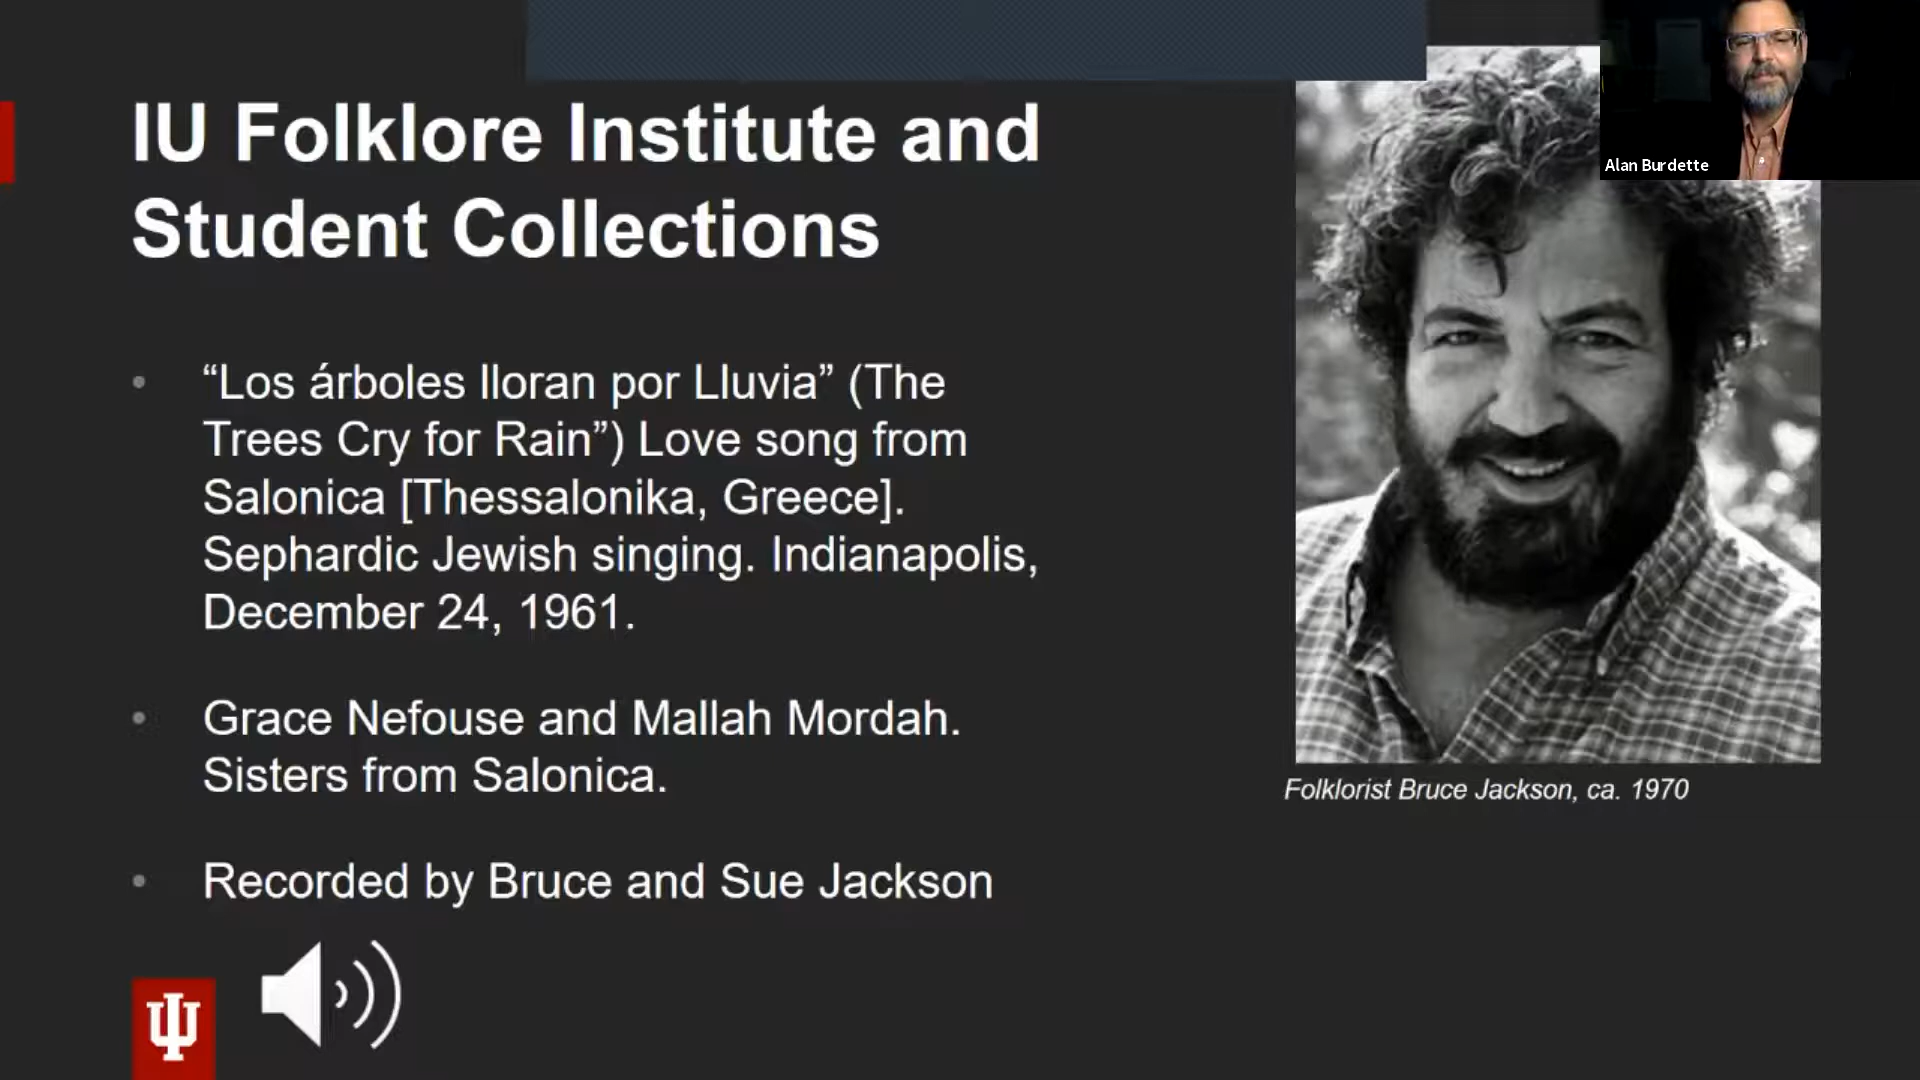 IU Folklore Institute and
Student Collections
Alan Burdette
• “Los árboles lloran por Lluvia” (The
Trees Cry for Rain”) Love song from
Salonica [Thessalonika, Greece].
Sephardic Jewish singing. Indianapolis,
December 24, 1961.
• Grace Nefouse and Mallah Mordah.
Sisters from Salonica.
• Recorded by Bruce and Sue Jackson
Folklorist Bruce Jackson, ca. 1970